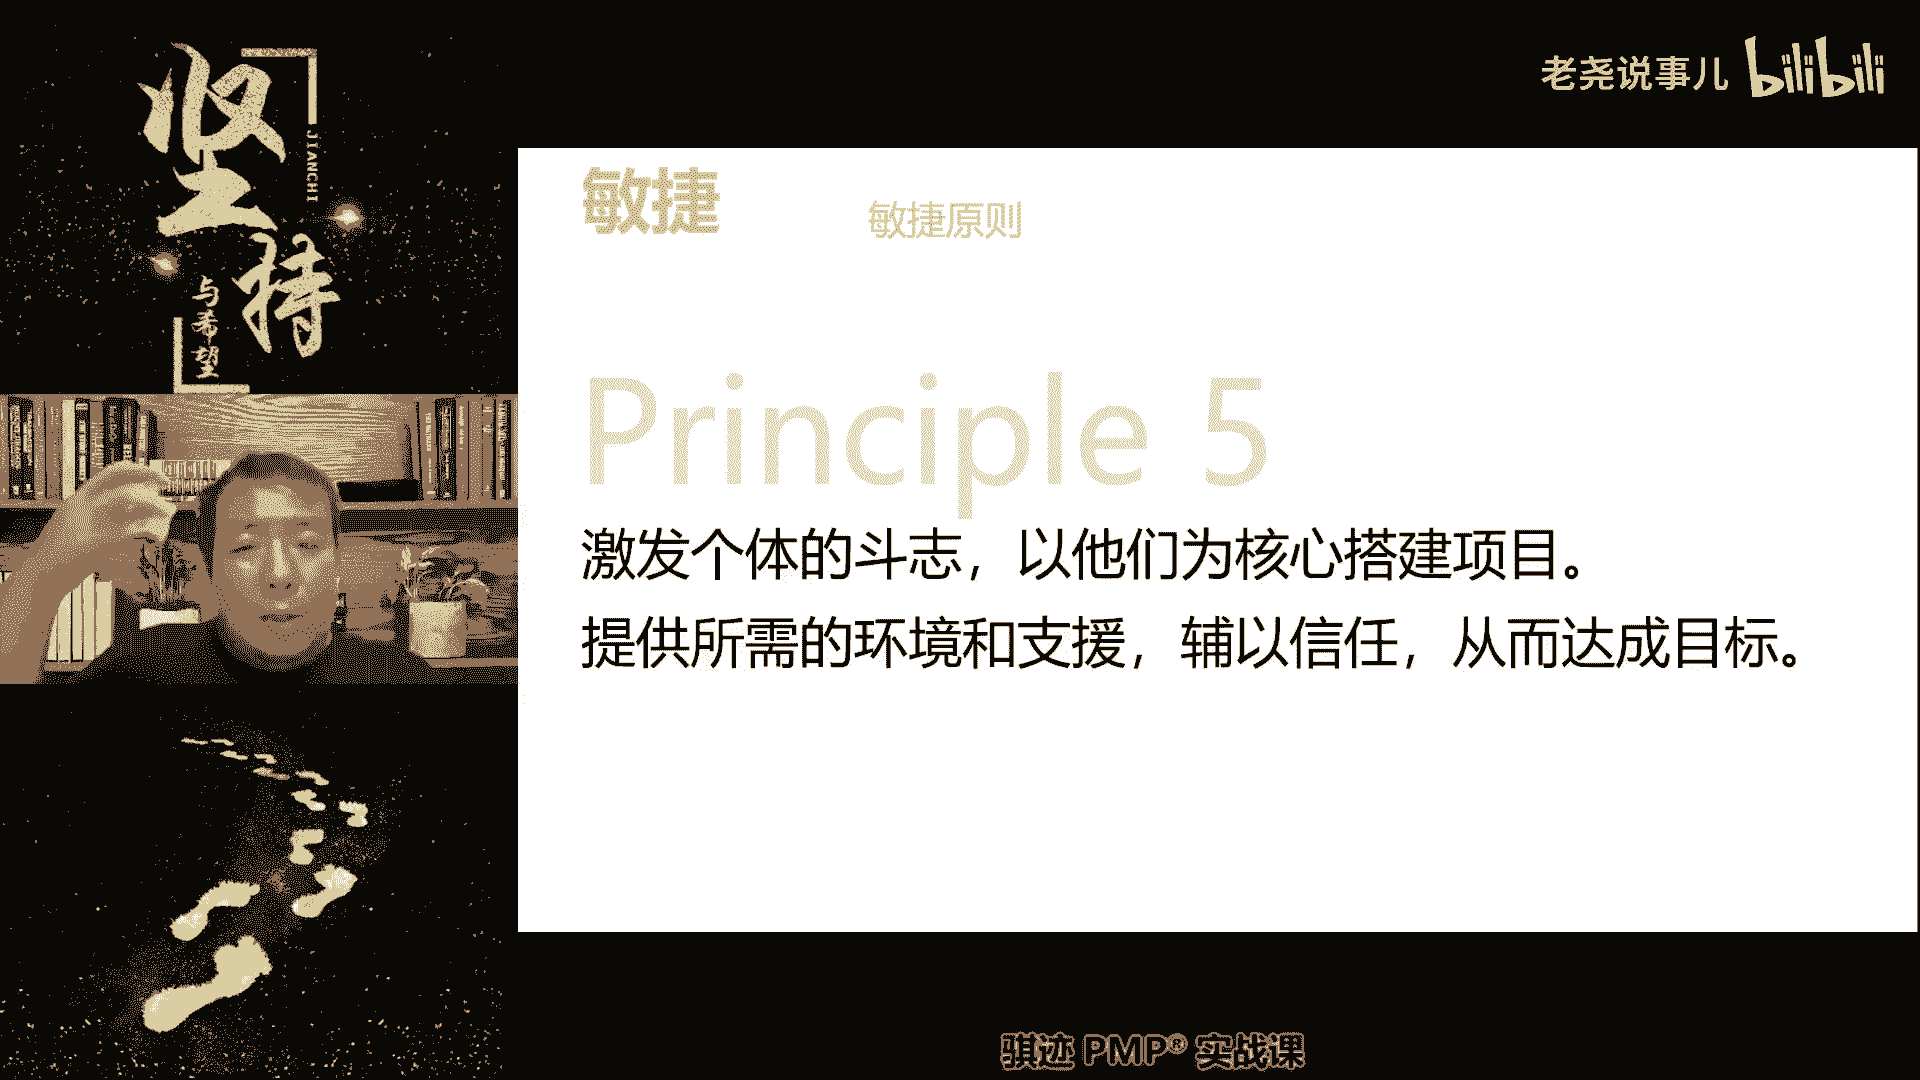 坚持
JIANCHI
与希望
老尧说事儿 bilibili
敏捷
敏捷原则
Principle 5
激发个体的斗志，以他们为核心搭建项目。
提供所需的环境和支援，辅以信任，从而达成目标。
骐迹 PMP® 实战课